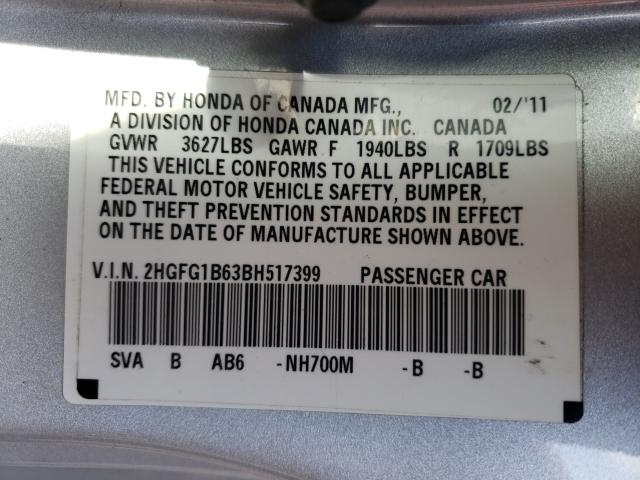 MFD. BY HONDA OF CANADA MFG., 02/'11
A DIVISION OF HONDA CANADA INC. CANADA
GVWR 3627LBS GAWR F 1940LBS R 1709LBS
THIS VEHICLE CONFORMS TO ALL APPLICABLE
FEDERAL MOTOR VEHICLE SAFETY, BUMPER,
AND THEFT PREVENTION STANDARDS IN EFFECT
ON THE DATE OF MANUFACTURE SHOWN ABOVE.
V.I.N. 2HGFG1B63BH517399 PASSENGER CAR
SVA B AB6 -NH700M -B -B